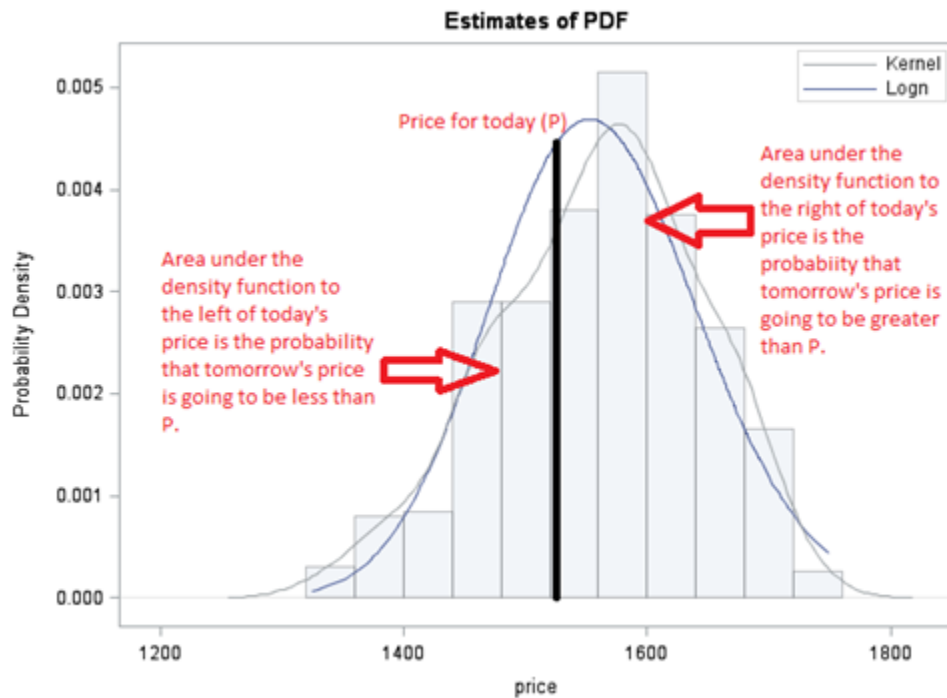 Estimates of PDF
Kernel
Logn
Price for today (P)
Area under the
density function to
the right of today's
price is the
probabiity that
tomorrow's price is
going to be greater
than P.
Area under the
density function to
the left of today's
price is the probability
that tomorrow's price
is going to be less than
P.
Probability Density
0.005
0.004
0.003
0.002
0.001
0.000
1200
1400
1600
1800
price